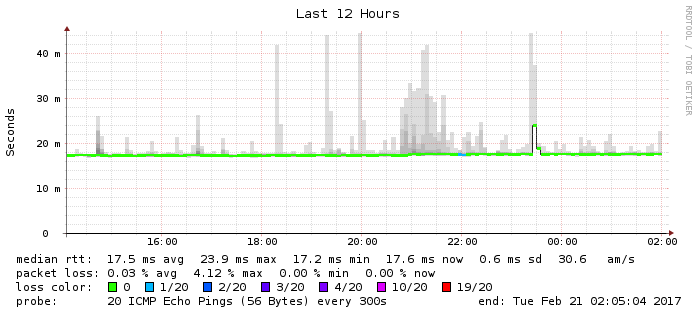 Last 12 Hours
RRDTOOL / TOBI OETIKER
Seconds
40 m
30 m
20 m
10 m
0
16:00 18:00 20:00 22:00 00:00 02:00
median rtt: 17.5 ms avg 23.9 ms max 17.2 ms min 17.6 ms now 0.6 ms sd 30.6 am/s
packet loss: 0.03 % avg 4.12 % max 0.00 % min 0.00 % now
loss color: 0 1/20 2/20 3/20 4/20 10/20 19/20
probe: 20 ICMP Echo Pings (56 Bytes) every 300s end: Tue Feb 21 02:05:04 2017